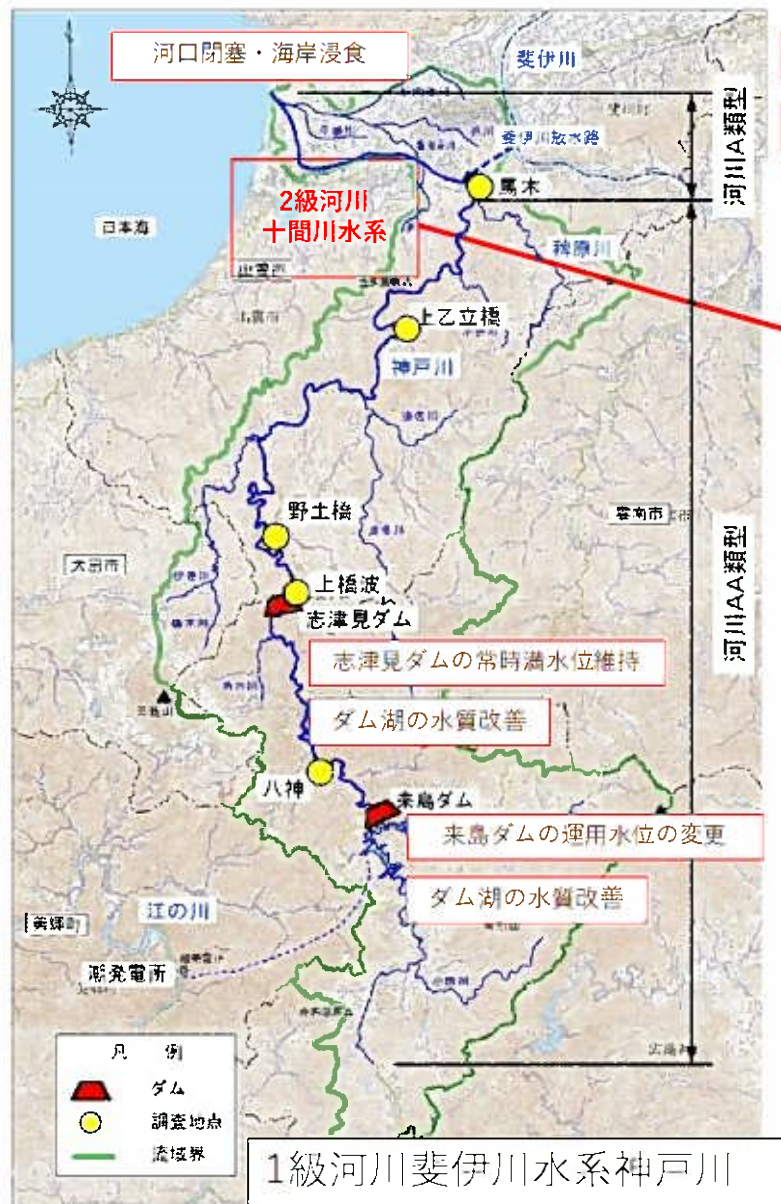 河口閉塞・海岸浸食
斐伊川
斐伊川放水路
河川A類型
馬木
2級河川
十間川水系
日本海
稗原川
出雲市
上乙立橋
神戸川
野土橋
雲南市
大田市
伊佐川
上橋波
志津見ダム
河川AA類型
志津見ダムの常時満水位維持
ダム湖の水質改善
八神
来島ダム
来島ダムの運用水位の変更
ダム湖の水質改善
江の川
美郷町
潮発電所
凡 例
ダム
調査地点
流域界
1級河川斐伊川水系神戸川